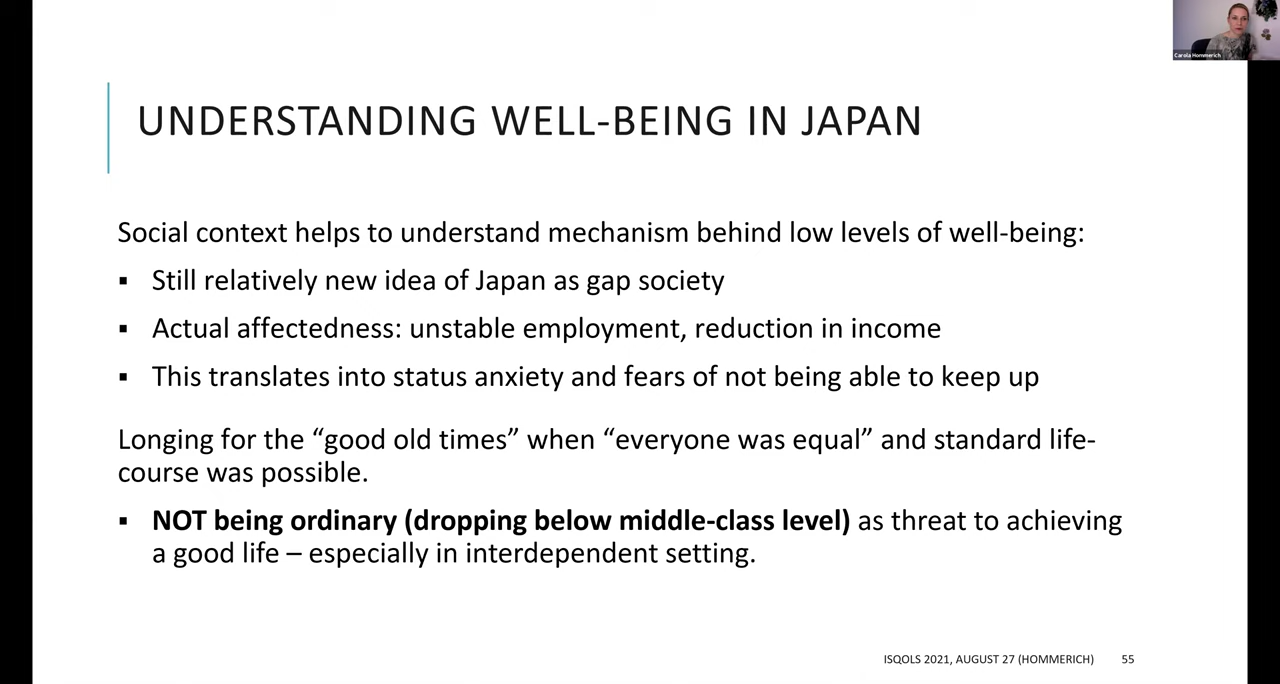 Carola Hommerich
UNDERSTANDING WELL-BEING IN JAPAN
Social context helps to understand mechanism behind low levels of well-being:
▪ Still relatively new idea of Japan as gap society
▪ Actual affectedness: unstable employment, reduction in income
▪ This translates into status anxiety and fears of not being able to keep up
Longing for the “good old times” when “everyone was equal” and standard life-
course was possible.
▪ NOT being ordinary (dropping below middle-class level) as threat to achieving
a good life – especially in interdependent setting.
ISQOLS 2021, AUGUST 27 (HOMMERICH) 55